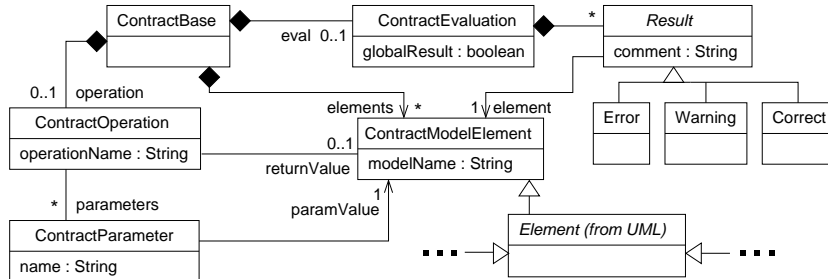 ContractBase
ContractEvaluation
Result
eval 0..1
*
globalResult : boolean
comment : String
0..1
operation
elements *
1 element
Error
Warning
Correct
ContractOperation
ContractModelElement
operationName : String
0..1
modelName : String
returnValue
1
* parameters
paramValue
ContractParameter
Element (from UML)
name : String